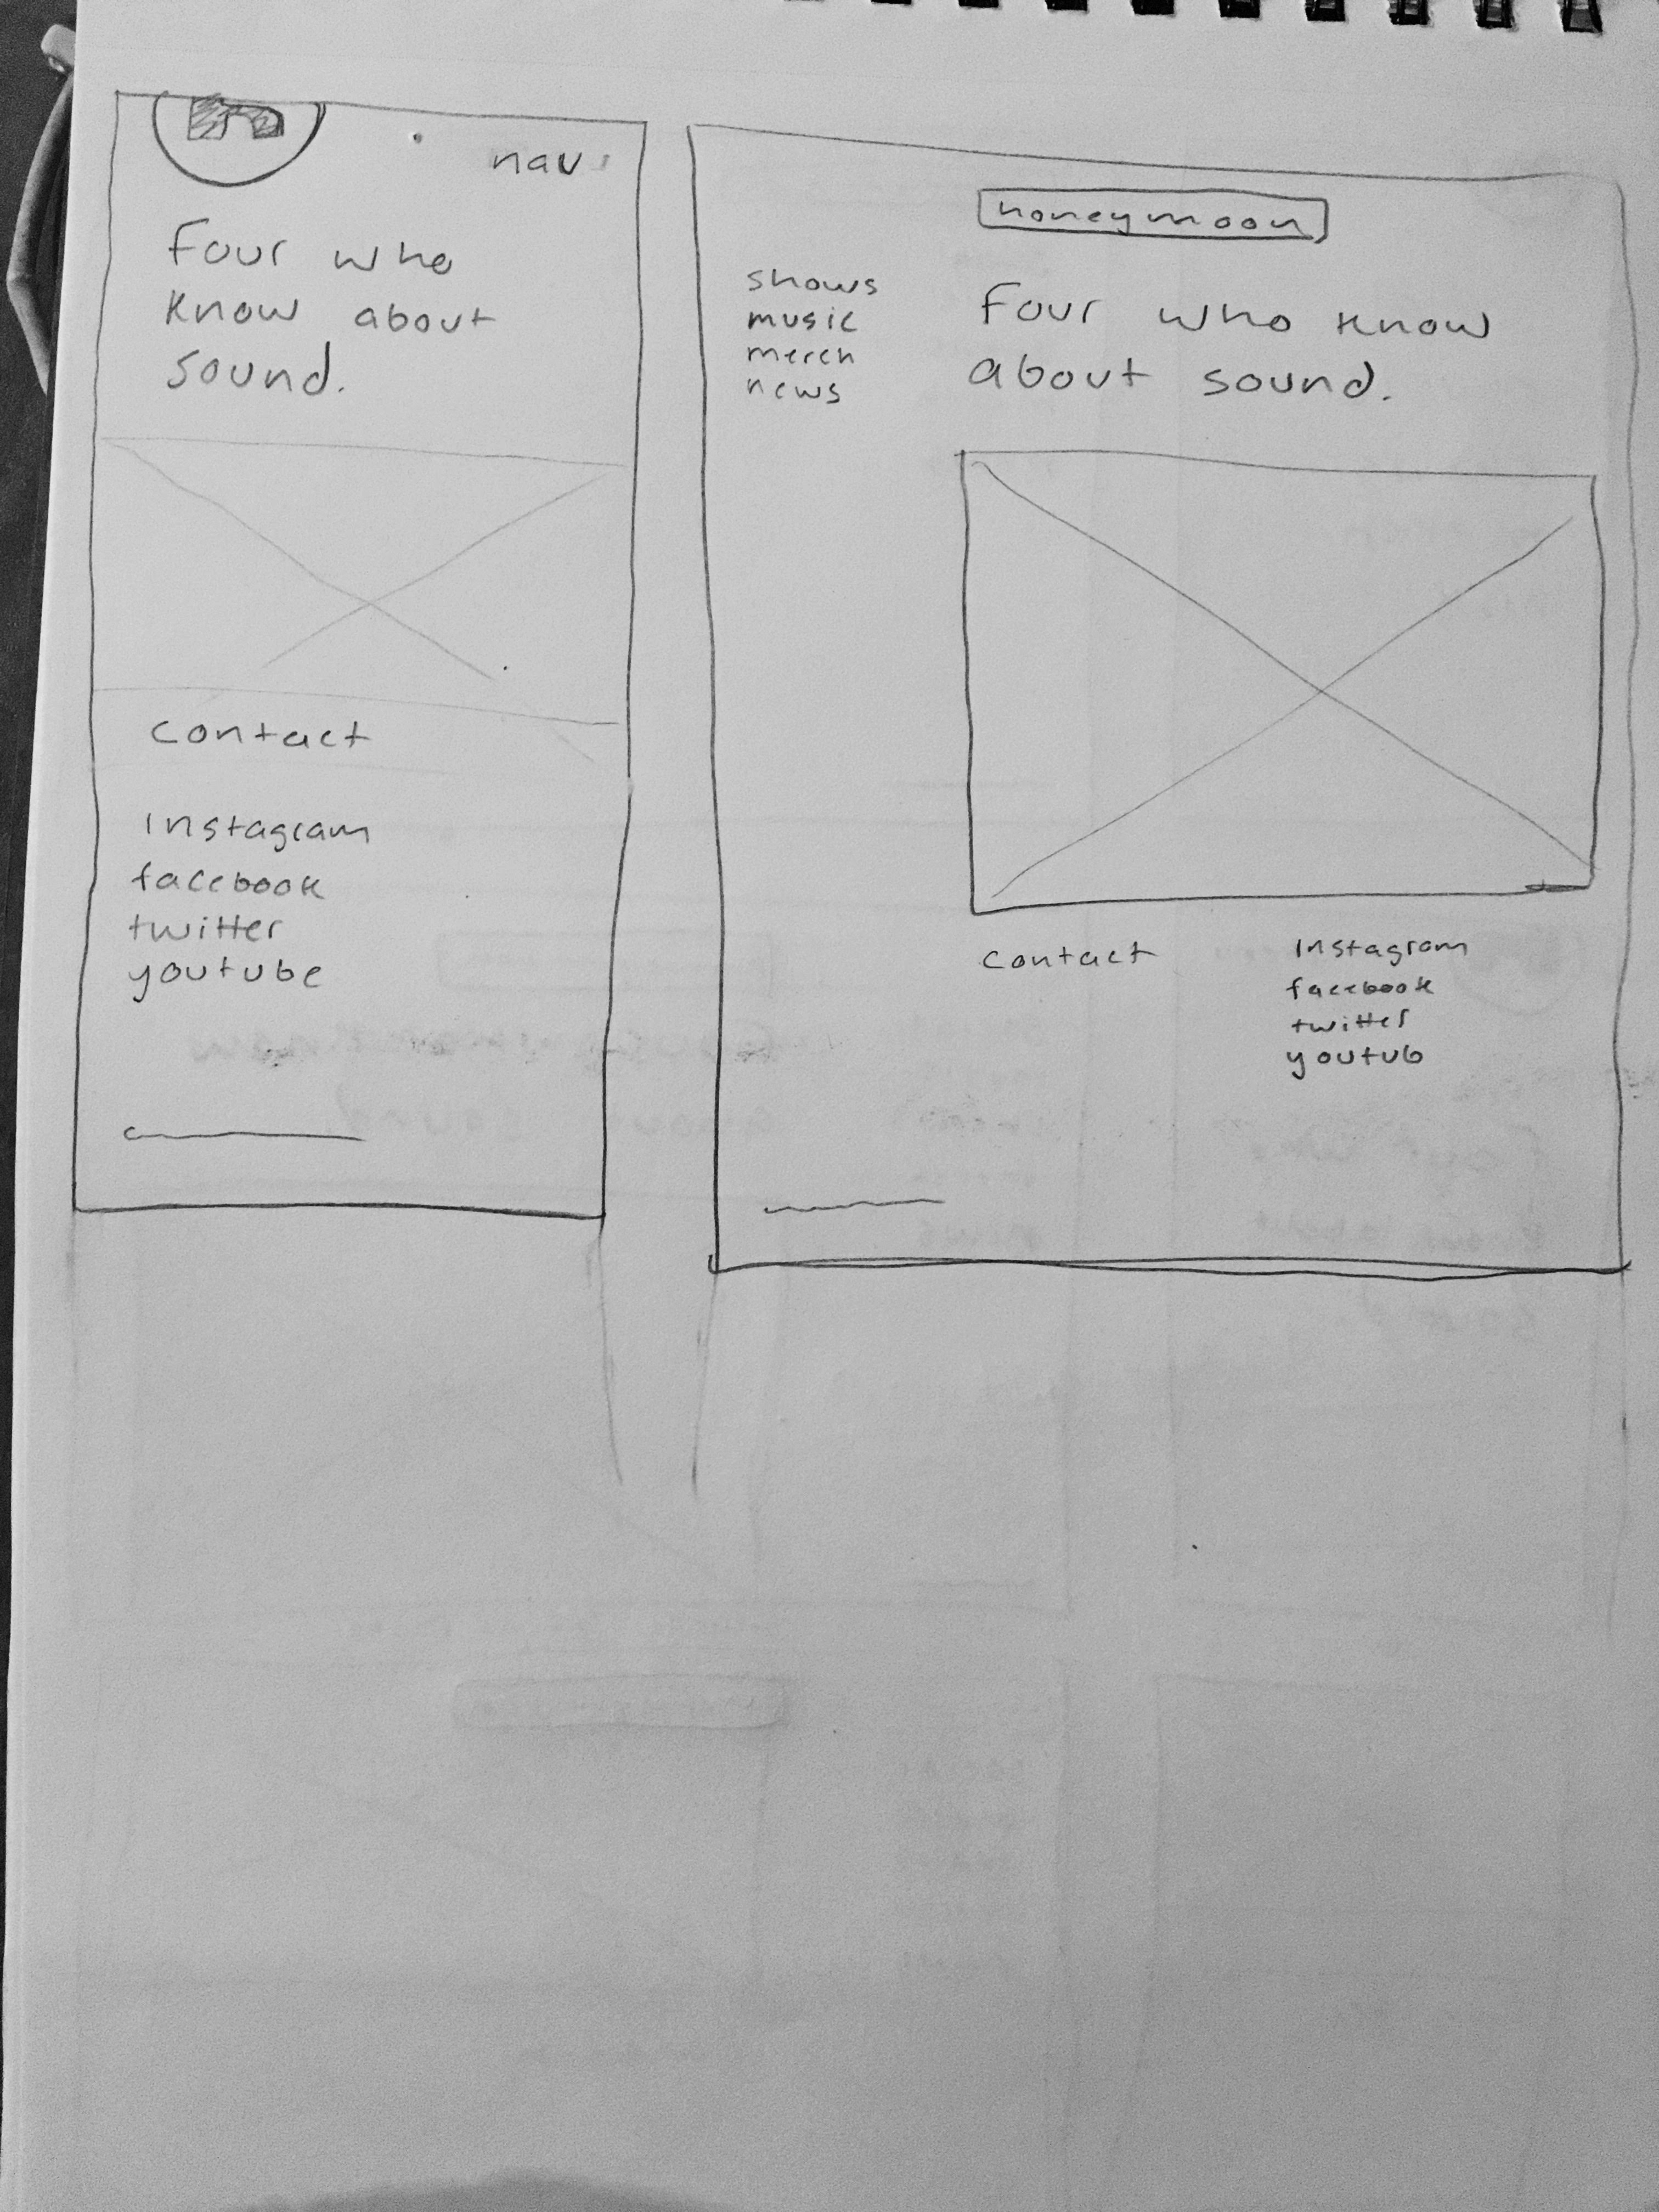 nav
Four who
know about
sound.
contact
Instagram
facebook
twitter
youtube
honeymoon
shows
music
merch
news
Four who know
about sound.
contact
Instagram
facebook
twitter
youtub